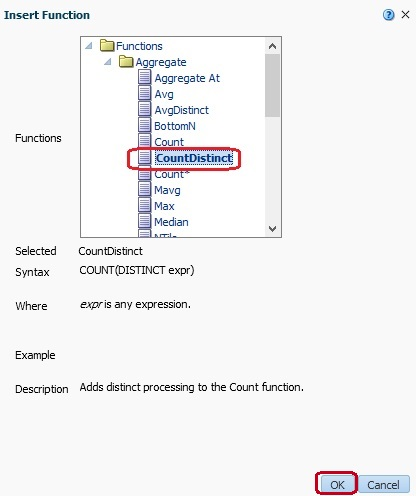 Insert Function
Functions
Functions
Aggregate
Aggregate At
Avg
AvgDistinct
BottomN
Count
CountDistinct
Count*
Mavg
Max
Median
NTile
Selected CountDistinct
Syntax COUNT(DISTINCT expr)
Where expr is any expression.
Example
Description Adds distinct processing to the Count function.
OK Cancel